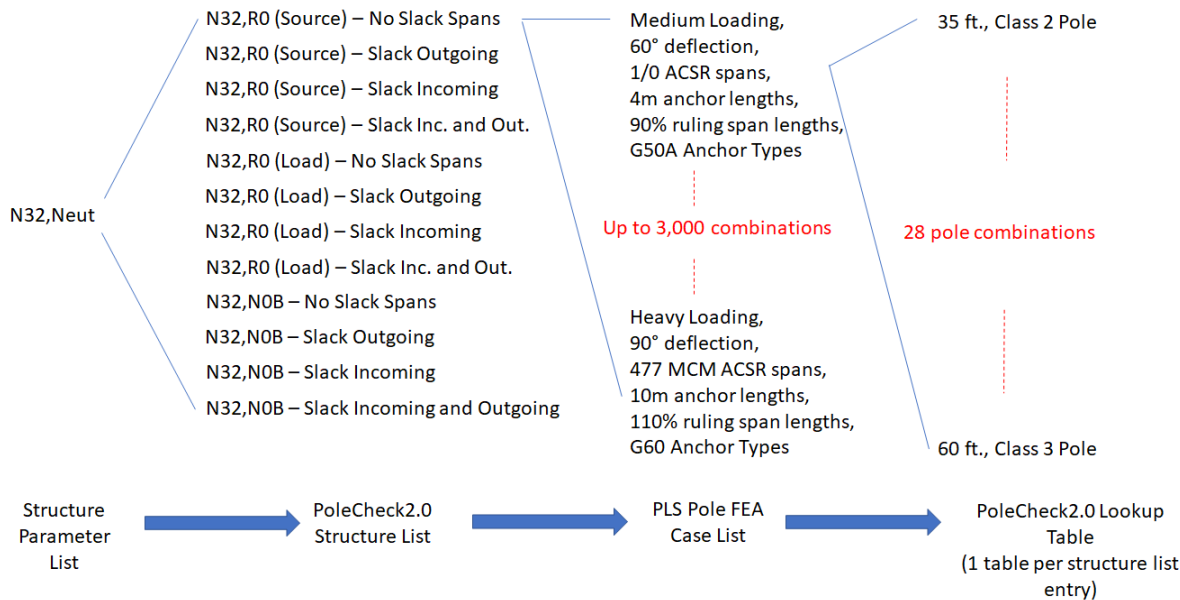 N32,Neut
N32,R0 (Source) – No Slack Spans
N32,R0 (Source) – Slack Outgoing
N32,R0 (Source) – Slack Incoming
N32,R0 (Source) – Slack Inc. and Out.
N32,R0 (Load) – No Slack Spans
N32,R0 (Load) – Slack Outgoing
N32,R0 (Load) – Slack Incoming
N32,R0 (Load) – Slack Inc. and Out.
N32,N0B – No Slack Spans
N32,N0B – Slack Outgoing
N32,N0B – Slack Incoming
N32,N0B – Slack Incoming and Outgoing
Medium Loading,
60° deflection,
1/0 ACSR spans,
4m anchor lengths,
90% ruling span lengths,
G50A Anchor Types
Up to 3,000 combinations
Heavy Loading,
90° deflection,
477 MCM ACSR spans,
10m anchor lengths,
110% ruling span lengths,
G60 Anchor Types
35 ft., Class 2 Pole
28 pole combinations
60 ft., Class 3 Pole
Structure
Parameter
List
PoleCheck2.0
Structure List
PLS Pole FEA
Case List
PoleCheck2.0 Lookup
Table
(1 table per structure list
entry)